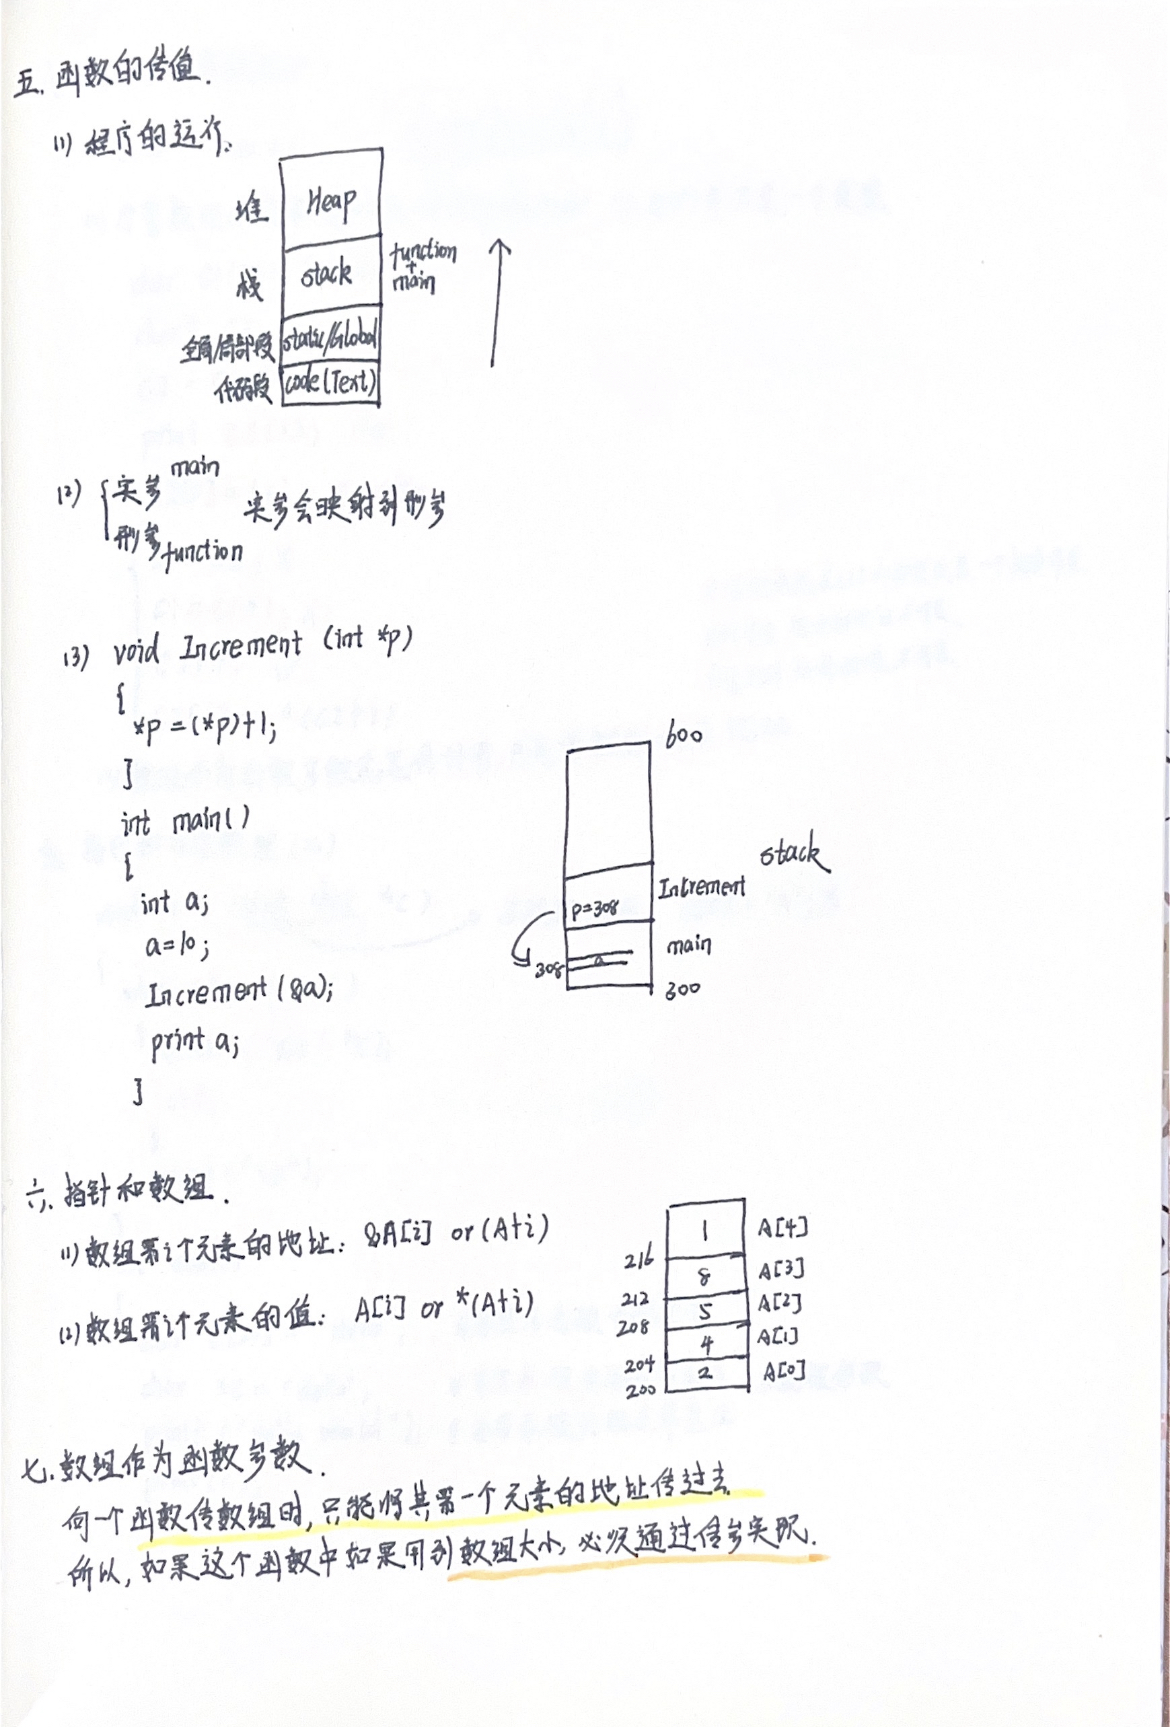 五. 函数的传值.
(1) 程序的运行.
堆 Heap
栈 stack function + main
全局/局部段 static/Global
代码段 code(Text)
(2) { 实参 main
形参 function 实参会映射到形参
(3) void Increment (int *p)
{
*p = (*p)+1;
}
int main()
{
int a;
a=10;
Increment (&a);
print a;
}
600
stack
p=308 Increment
308 a main
300
六. 指针和数组.
(1) 数组第i个元素的地址: &A[i] or (A+i)
(2) 数组第i个元素的值: A[i] or *(A+i)
1 A[4]
216
8 A[3]
212
5 A[2]
208
4 A[1]
204
2 A[0]
200
七. 数组作为函数参数.
向一个函数传数组时, 只能将其第一个元素的地址传过去
所以, 如果这个函数中如果用到数组大小, 必须通过传参实现.